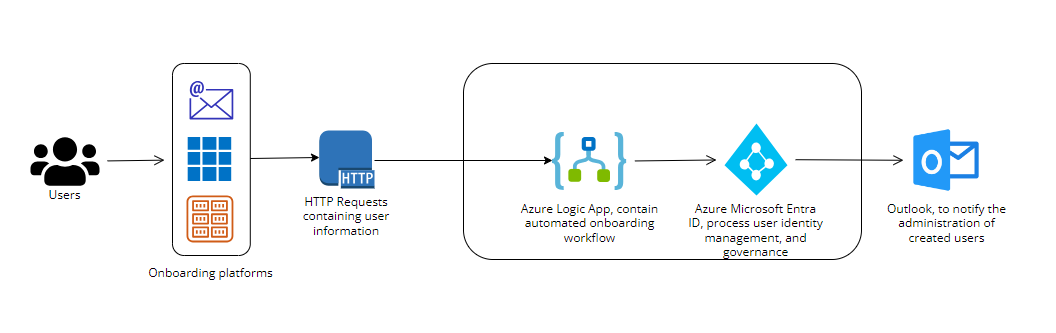 @
HTTP
O
Users
HTTP Requests
containing user
information
Azure Logic App, contain
automated onboarding
workflow
Azure Microsoft Entra
ID, process user identity
management, and
governance
Outlook, to notify the
administration of
created users
Onboarding platforms